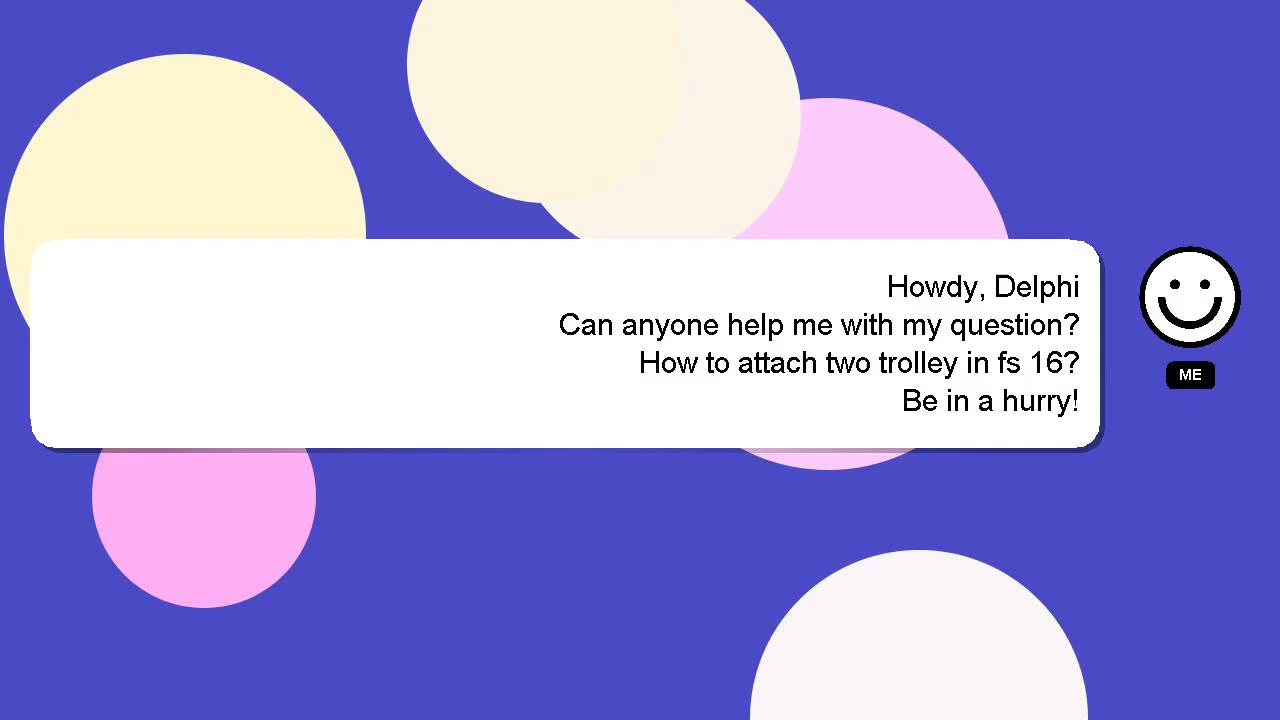 Howdy, Delphi
Can anyone help me with my question?
How to attach two trolley in fs 16?
Be in a hurry!
ME